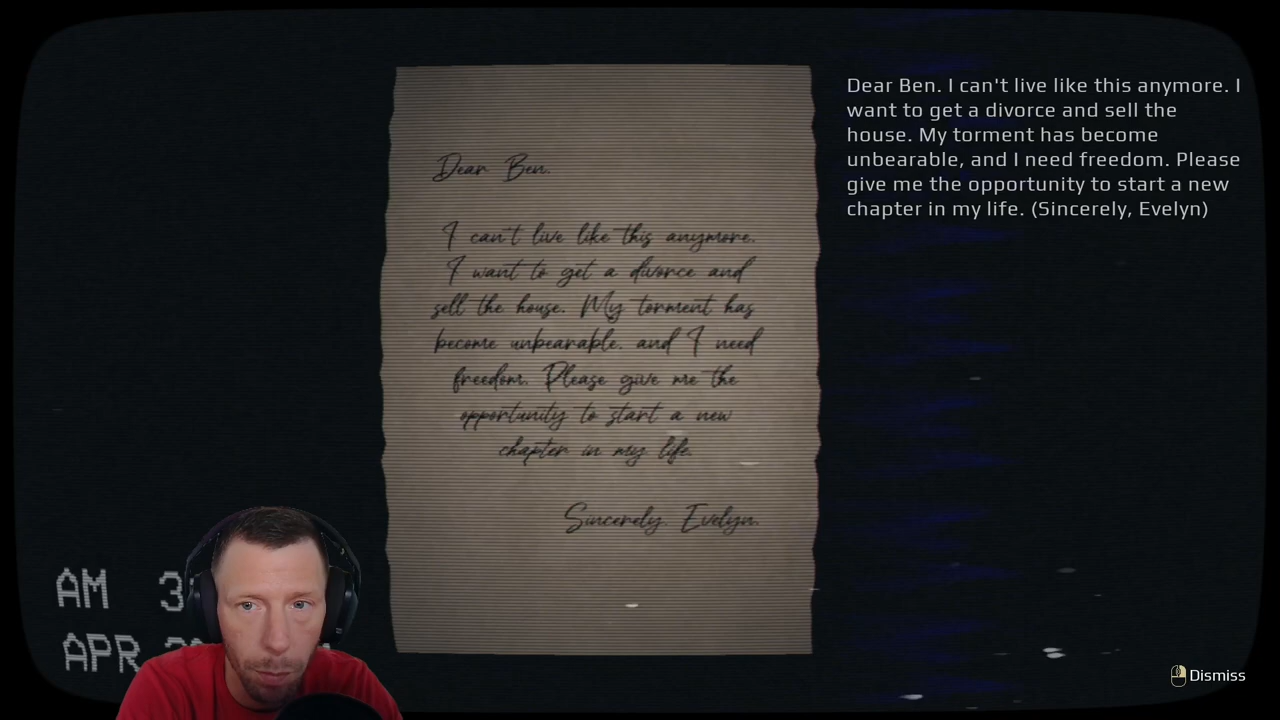 Dear Ben.
I can't live like this anymore.
I want to get a divorce and
sell the house. My torment has
become unbearable, and I need
freedom. Please give me the
opportunity to start a new
chapter in my life.
Sincerely, Evelyn.
Dear Ben. I can't live like this anymore. I
want to get a divorce and sell the
house. My torment has become
unbearable, and I need freedom. Please
give me the opportunity to start a new
chapter in my life. (Sincerely, Evelyn)
AM 3
APR
Dismiss